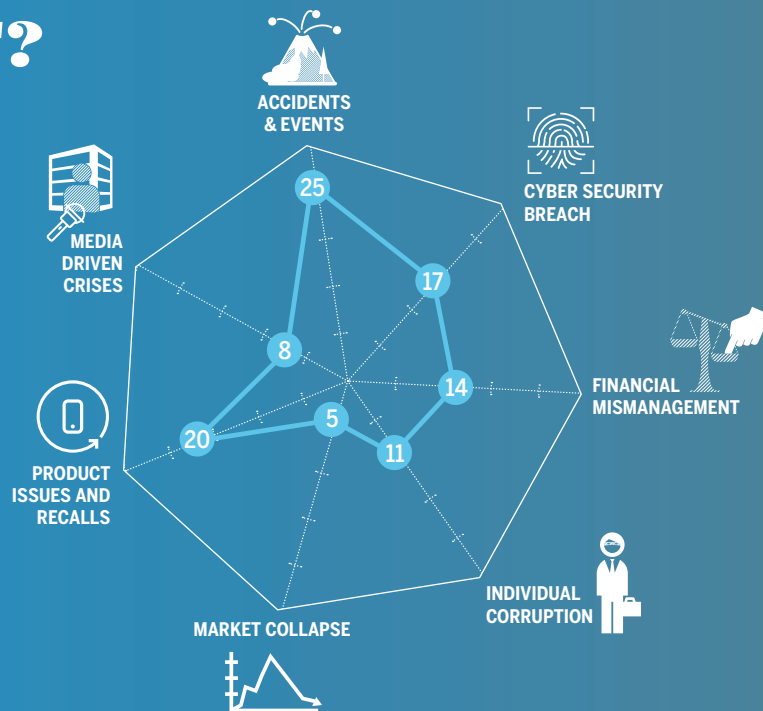 ?
ACCIDENTS
& EVENTS
CYBER SECURITY
BREACH
MEDIA
DRIVEN
CRISES
25
17
8
14
FINANCIAL
MISMANAGEMENT
5
20
11
PRODUCT
ISSUES AND
RECALLS
INDIVIDUAL
CORRUPTION
MARKET COLLAPSE